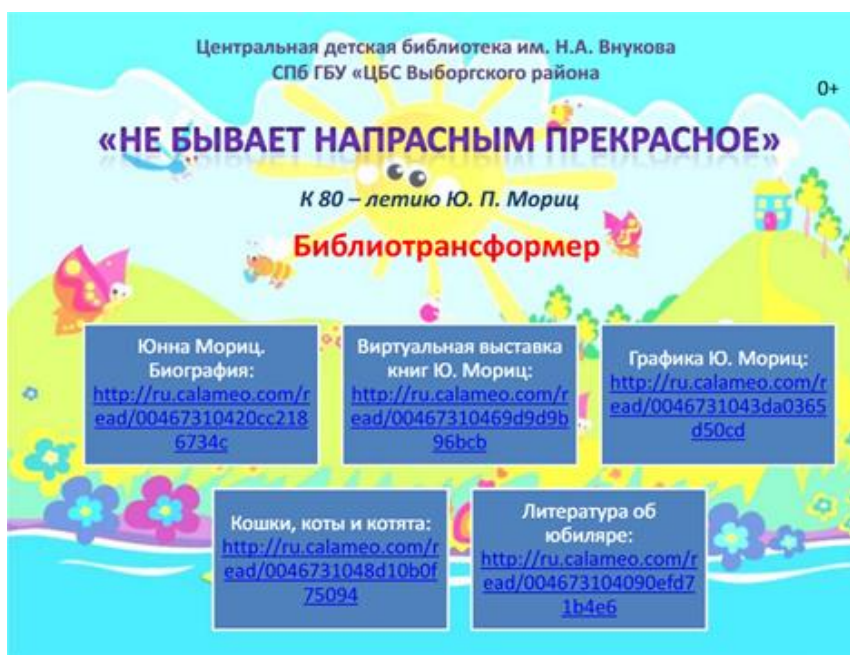 Центральная детская библиотека им. Н.А. Внукова
СПб ГБУ «ЦБС Выборгского района
0+
«НЕ БЫВАЕТ НАПРАСНЫМ ПРЕКРАСНОЕ»
К 80 – летию Ю. П. Мориц
Библиотрансформер
Юнна Мориц.
Биография:
http://ru.calameo.com/r
ead/00467310420cc218
6734c
Виртуальная выставка
книг Ю. Мориц:
http://ru.calameo.com/r
ead/00467310469d9d9b
96bcb
Графика Ю. Мориц:
http://ru.calameo.com/r
ead/0046731043da0365
d50cd
Кошки, коты и котята:
http://ru.calameo.com/r
ead/0046731048d10b0f
75094
Литература об
юбиляре:
http://ru.calameo.com/r
ead/004673104090efd7
1b4e6